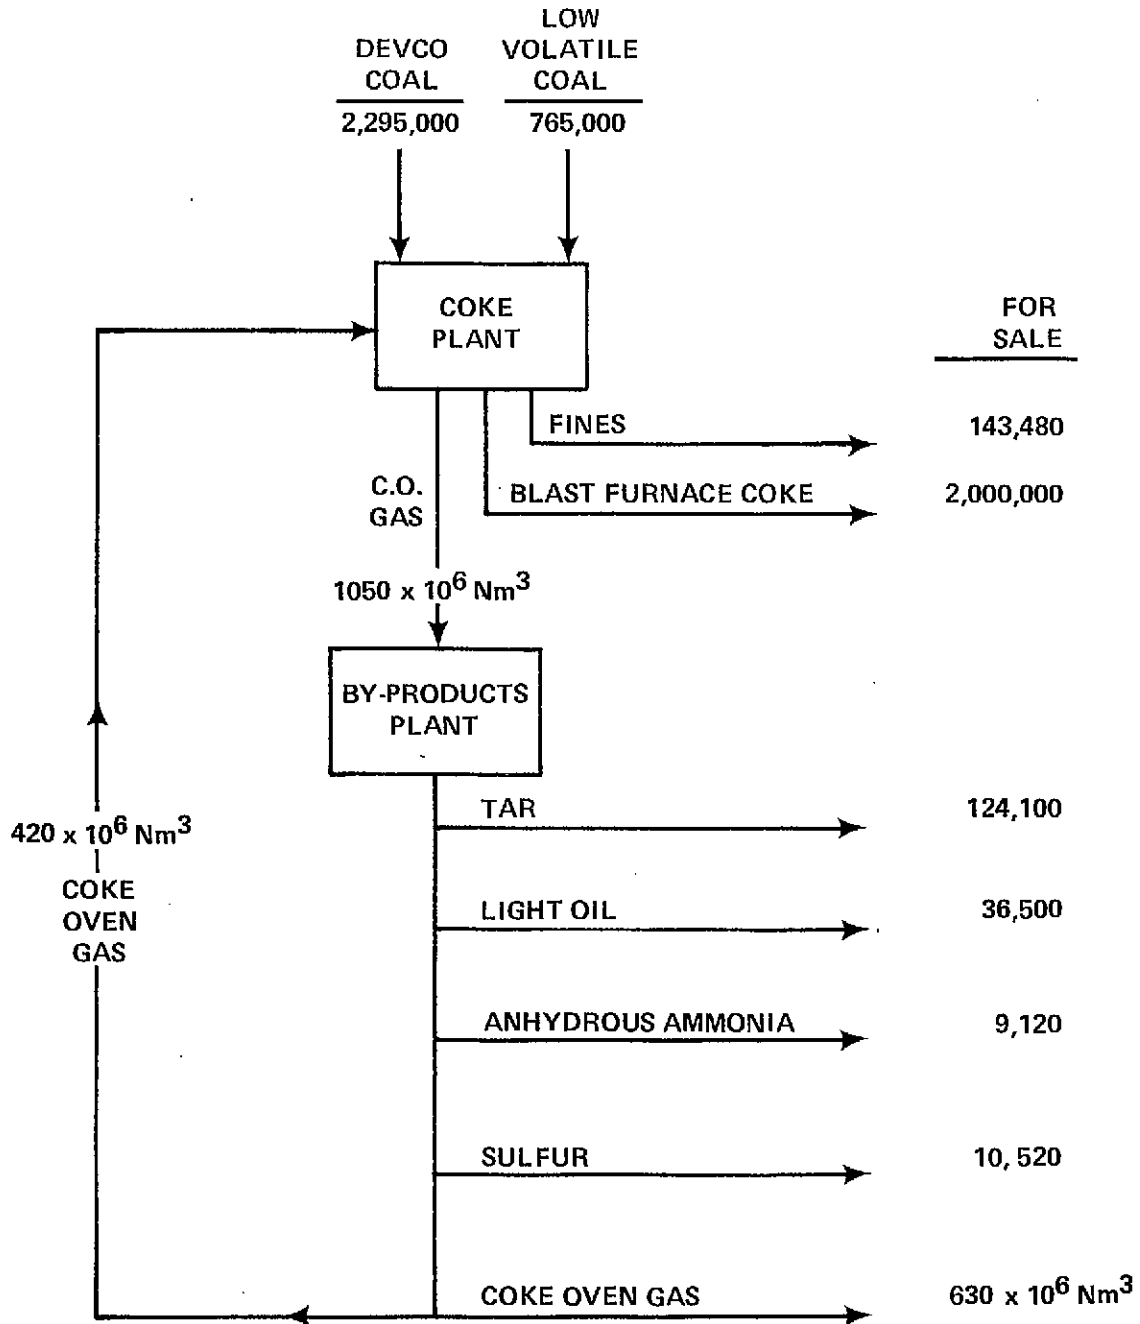 DEVCO
COAL
2,295,000
LOW
VOLATILE
COAL
765,000
COKE
PLANT
FOR
SALE
FINES
143,480
BLAST FURNACE COKE
2,000,000
C.O.
GAS
1050 x 10⁶ Nm³
BY-PRODUCTS
PLANT
TAR
124,100
420 x 10⁶ Nm³
COKE
OVEN
GAS
LIGHT OIL
36,500
ANHYDROUS AMMONIA
9,120
SULFUR
10, 520
COKE OVEN GAS
630 x 10⁶ Nm³